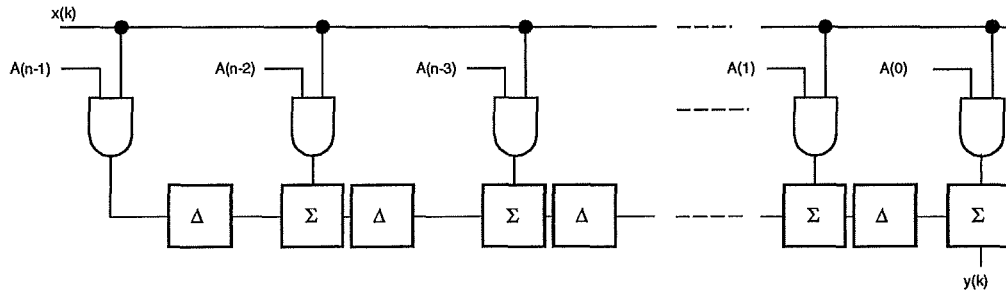 x(k)
A(n-1)
A(n-2)
A(n-3)
A(1)
A(0)
Δ
Σ
Δ
Σ
Δ
Σ
Δ
Σ
y(k)